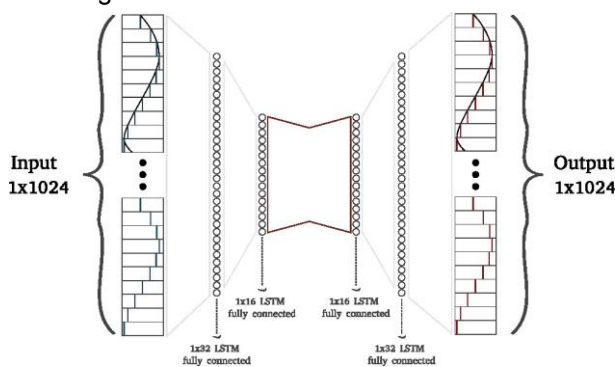 Input
1x1024
Output
1x1024
1x16 LSTM
fully connected
1x16 LSTM
fully connected
1x32 LSTM
fully connected
1x32 LSTM
fully connected